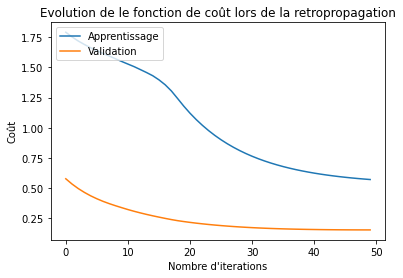 Evolution de le fonction de coût lors de la retropropagation
Apprentissage
Validation
Coût
1.75
1.50
1.25
1.00
0.75
0.50
0.25
0 10 20 30 40 50
Nombre d'iterations